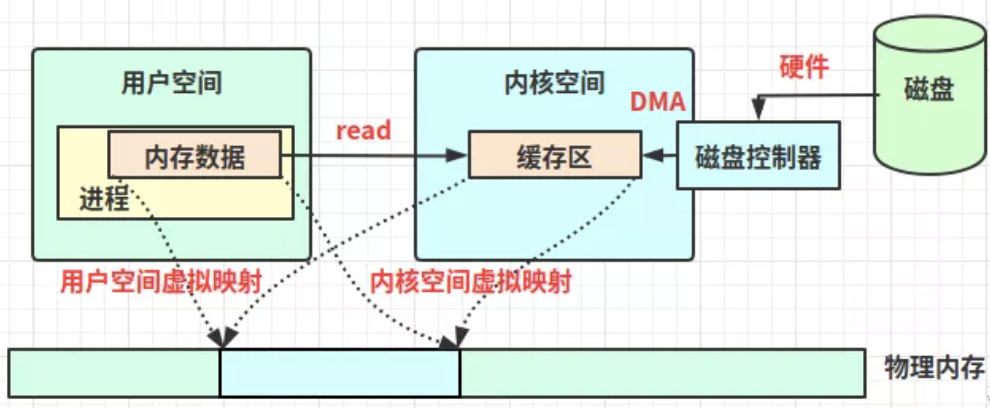 用户空间
内核空间
硬件
磁盘
DMA
read
内存数据
缓存区
磁盘控制器
进程
用户空间虚拟映射
内核空间虚拟映射
物理内存